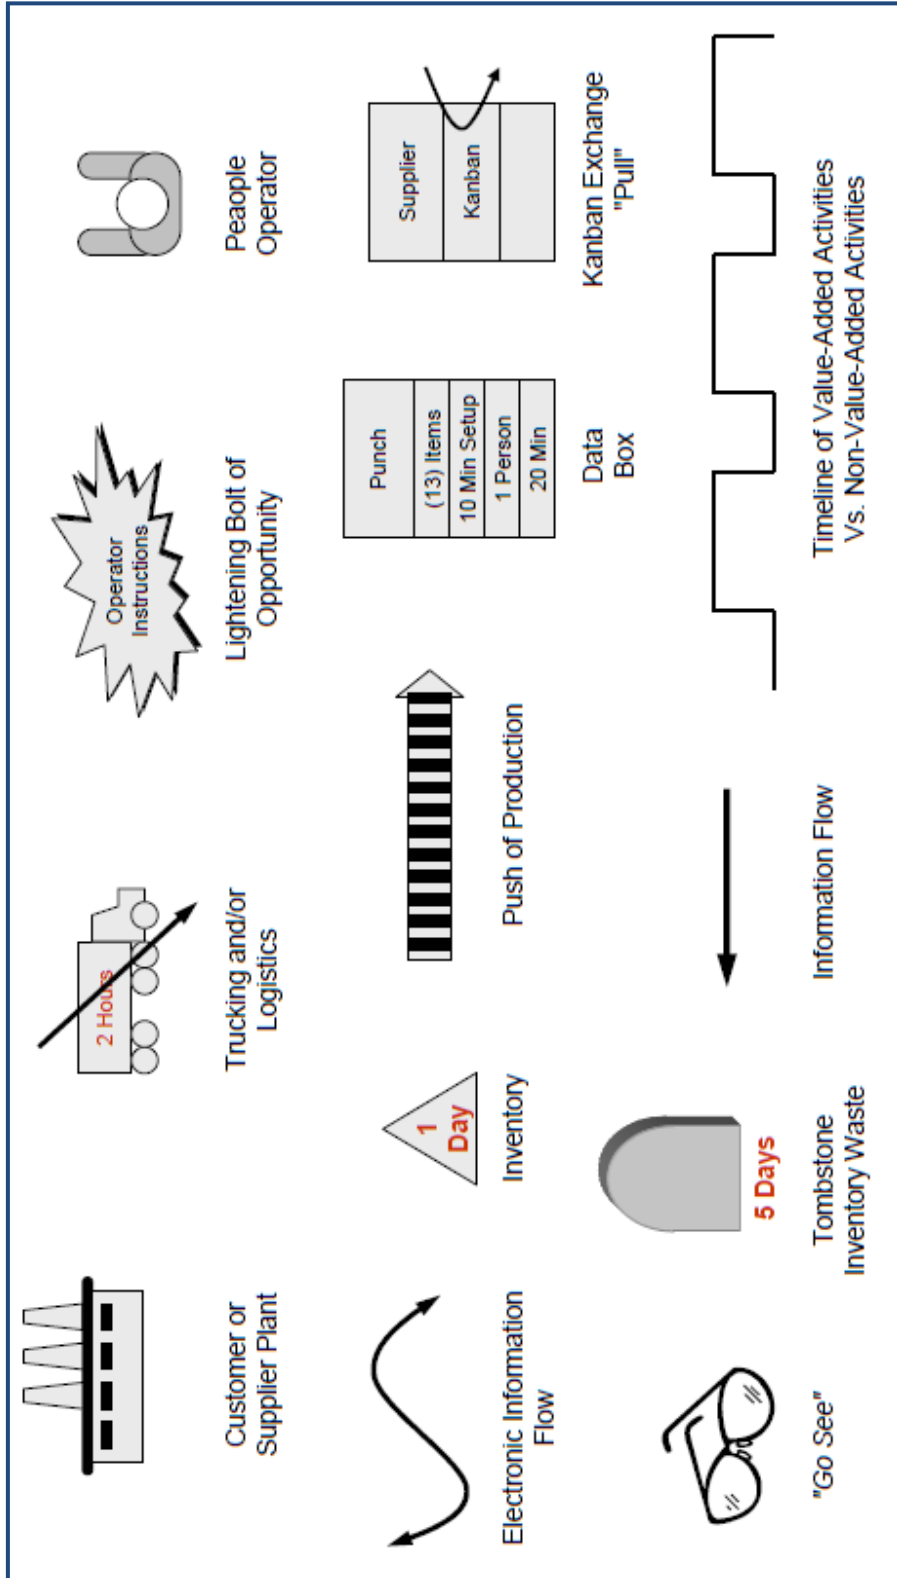 2 Hours
Operator
Instructions
Customer or
Supplier Plant
Trucking and/or
Logistics
Lightening Bolt of
Opportunity
Peaople
Operator
1
Day
Punch
(13) Items
10 Min Setup
1 Person
20 Min
Supplier
Kanban
Electronic Information
Flow
Inventory
Push of Production
Data
Box
Kanban Exchange
"Pull"
5 Days
"Go See"
Tombstone
Inventory Waste
Information Flow
Timeline of Value-Added Activities
Vs. Non-Value-Added Activities